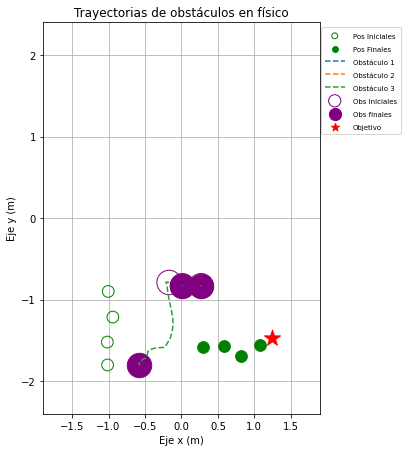 Trayectorias de obstáculos en físico
Pos Iniciales
Pos Finales
Obstáculo 1
Obstáculo 2
Obstáculo 3
Obs Iniciales
Obs finales
Objetivo
Eje y (m)
2
1
0
−1
−2
−1.5 −1.0 −0.5 0.0 0.5 1.0 1.5
Eje x (m)